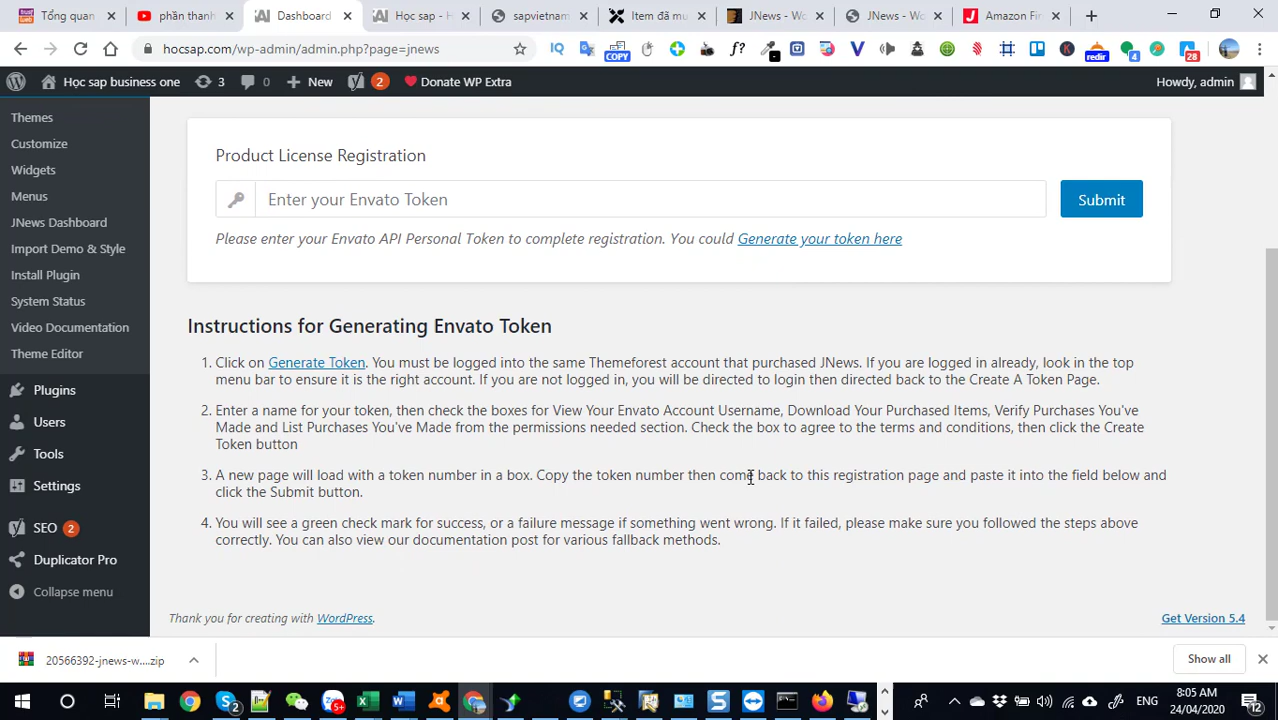 Tổng quan
phần thanh
Dashboard
Học sap -
sapvietnam
Item đã mu
JNews - Wo
JNews - Wo
Amazon Fin
hocsap.com/wp-admin/admin.php?page=jnews
IQ
COPY
f?
V
K
redir
4
28
Học sap business one
3
0
New
2
Donate WP Extra
Howdy, admin
Themes
Customize
Widgets
Menus
JNews Dashboard
Import Demo & Style
Install Plugin
System Status
Video Documentation
Theme Editor
Plugins
Users
Tools
Settings
SEO 2
Duplicator Pro
Collapse menu
Product License Registration
Enter your Envato Token
Submit
Please enter your Envato API Personal Token to complete registration. You could Generate your token here
Instructions for Generating Envato Token
1. Click on Generate Token. You must be logged into the same Themeforest account that purchased JNews. If you are logged in already, look in the top
menu bar to ensure it is the right account. If you are not logged in, you will be directed to login then directed back to the Create A Token Page.
2. Enter a name for your token, then check the boxes for View Your Envato Account Username, Download Your Purchased Items, Verify Purchases You've
Made and List Purchases You've Made from the permissions needed section. Check the box to agree to the terms and conditions, then click the Create
Token button
3. A new page will load with a token number in a box. Copy the token number then come back to this registration page and paste it into the field below and
click the Submit button.
4. You will see a green check mark for success, or a failure message if something went wrong. If it failed, please make sure you followed the steps above
correctly. You can also view our documentation post for various fallback methods.
Thank you for creating with WordPress.
Get Version 5.4
20566392-jnews-w....zip
Show all
2
5+
ENG
8:05 AM
24/04/2020
12